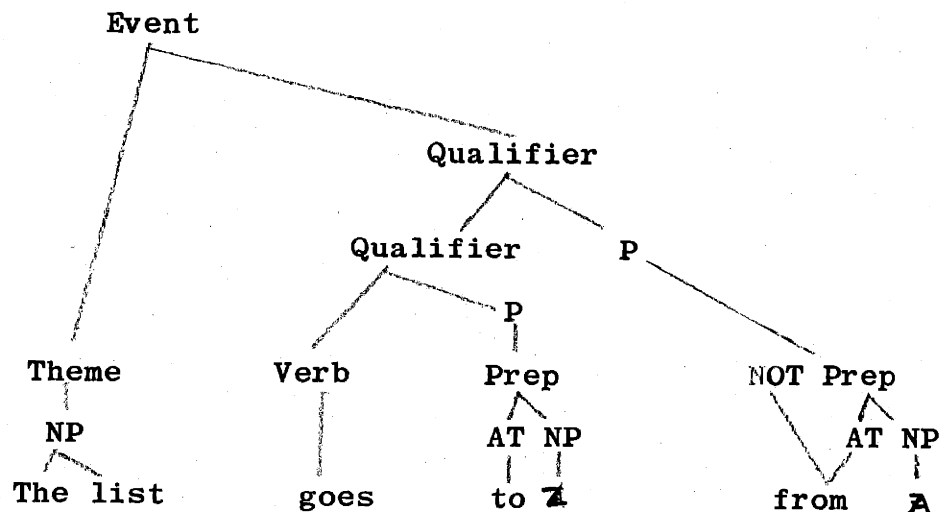 Event
Qualifier
Qualifier P
P
Theme Verb Prep NOT Prep
NP AT NP AT NP
The list goes to Z from A